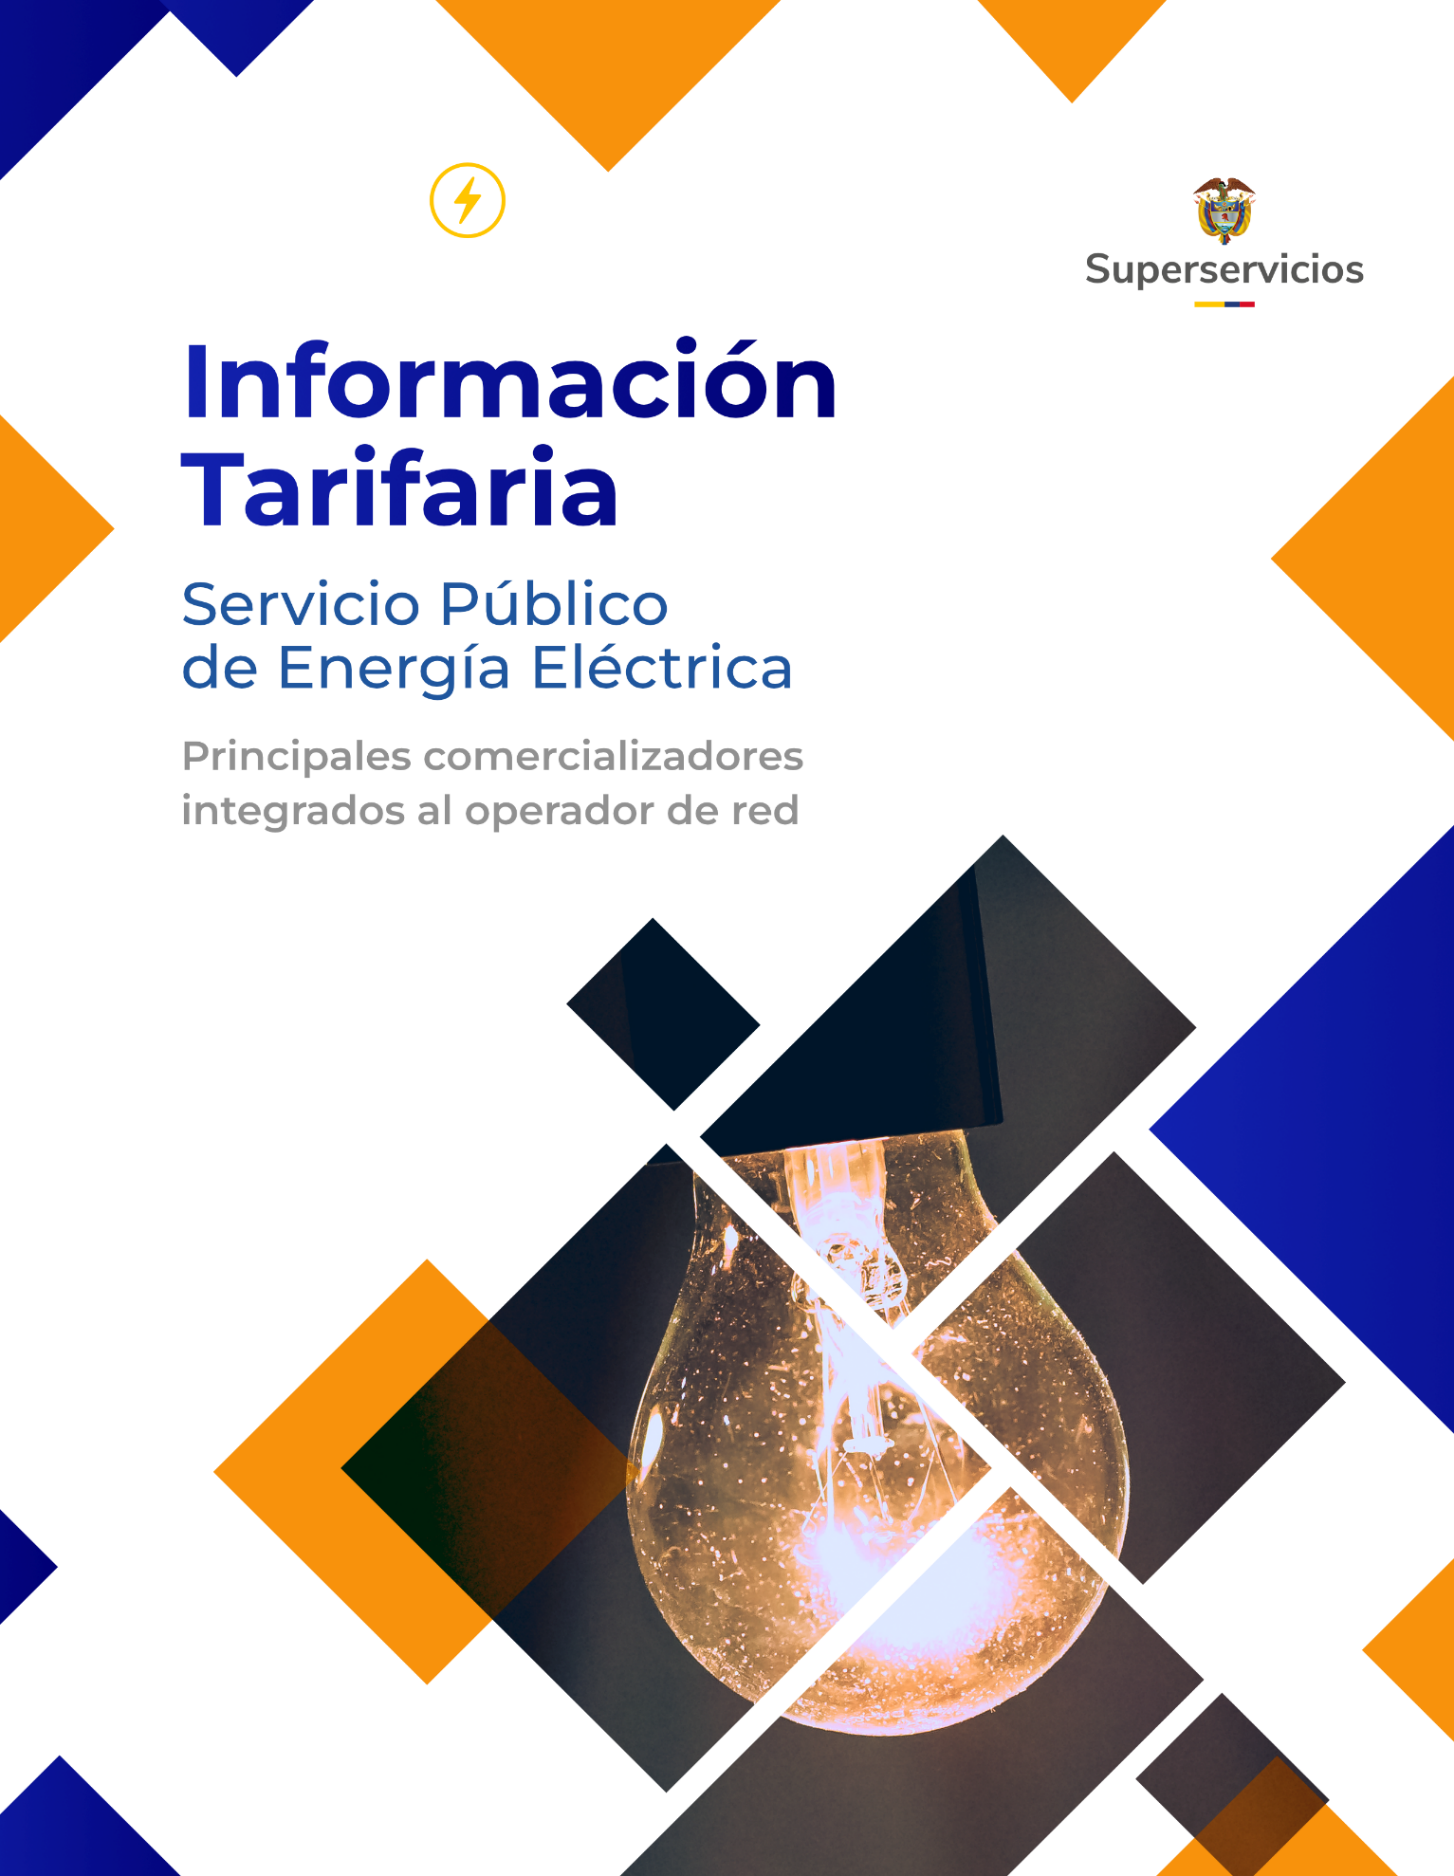 Superservicios
Información
Tarifaria
Servicio Público
de Energía Eléctrica
Principales comercializadores
integrados al operador de red